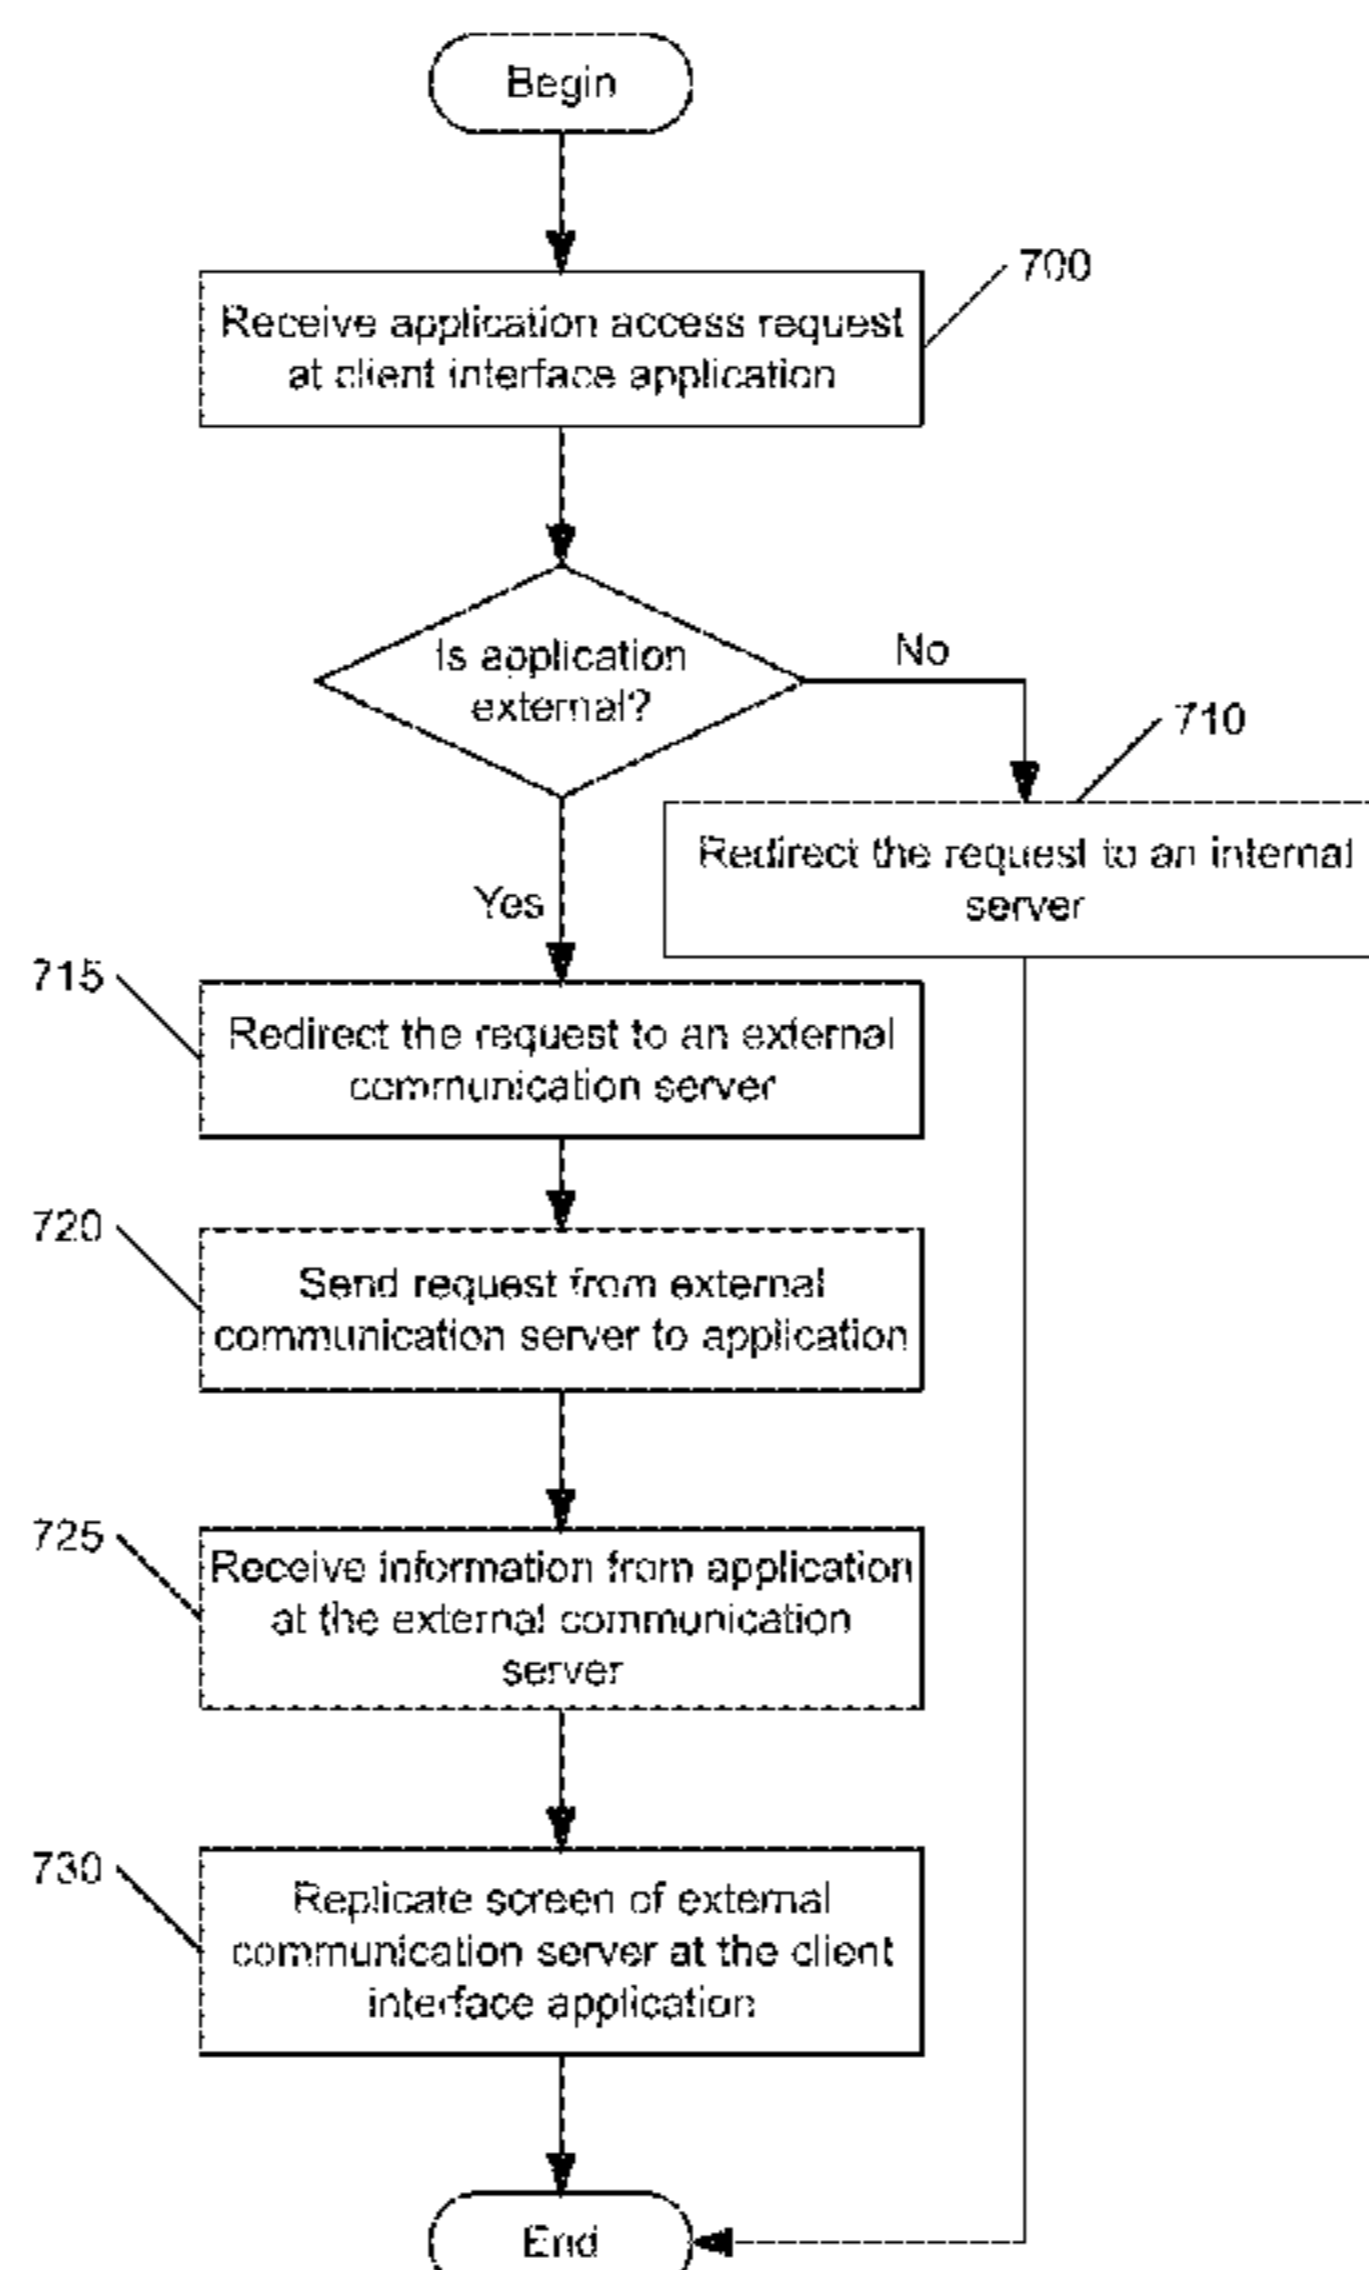 Begin
700
Receive application access request
at client interface application
Is application
external?
No
710
Redirect the request to an internal
server
Yes
715
Redirect the request to an external
communication server
720
Send request from external
communication server to application
725
Receive information from application
at the external communication
server
730
Replicate screen of external
communication server at the client
interface application
End